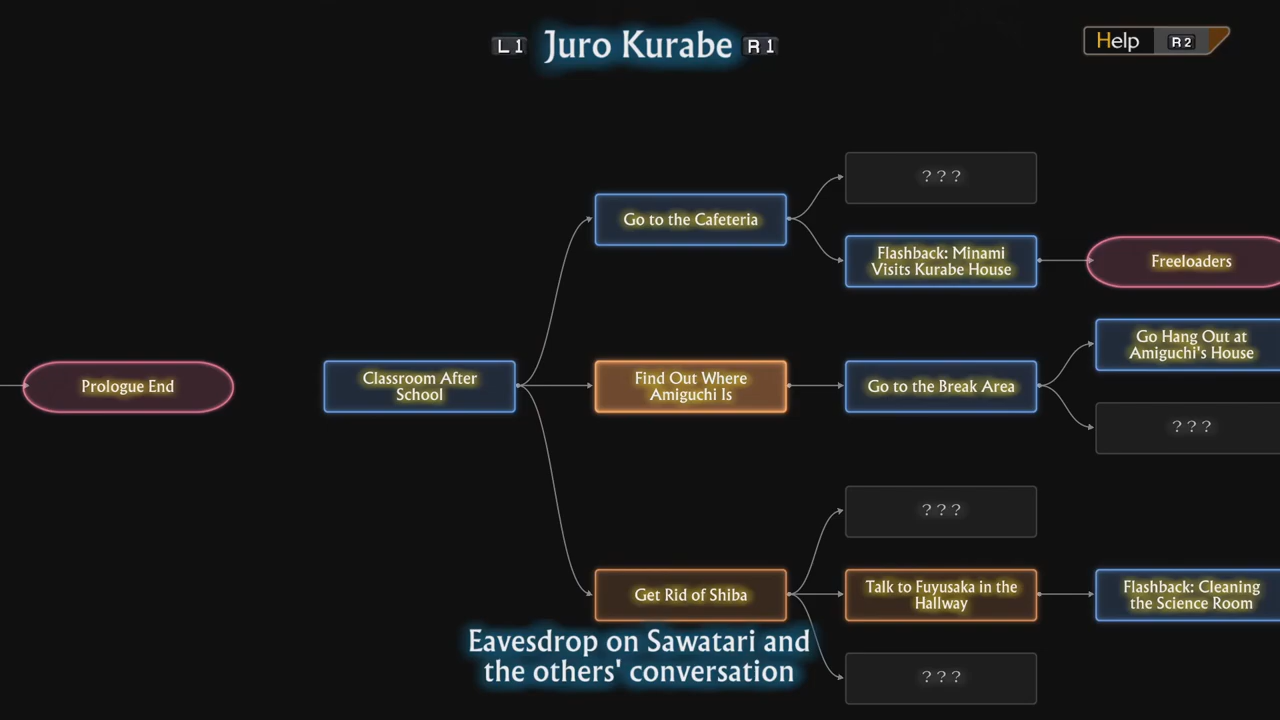 L1 Juro Kurabe R1
Help R2
? ? ?
Go to the Cafeteria
Flashback: Minami
Visits Kurabe House
Freeloaders
Go Hang Out at
Amiguchi's House
Prologue End
Classroom After
School
Find Out Where
Amiguchi Is
Go to the Break Area
? ? ?
? ? ?
Get Rid of Shiba
Talk to Fuyusaka in the
Hallway
Flashback: Cleaning
the Science Room
Eavesdrop on Sawatari and
the others' conversation
? ? ?